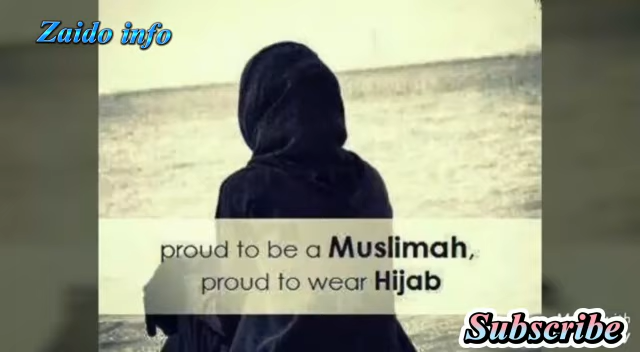 Zaido info
proud to be a Muslimah,
proud to wear Hijab
Subscribe